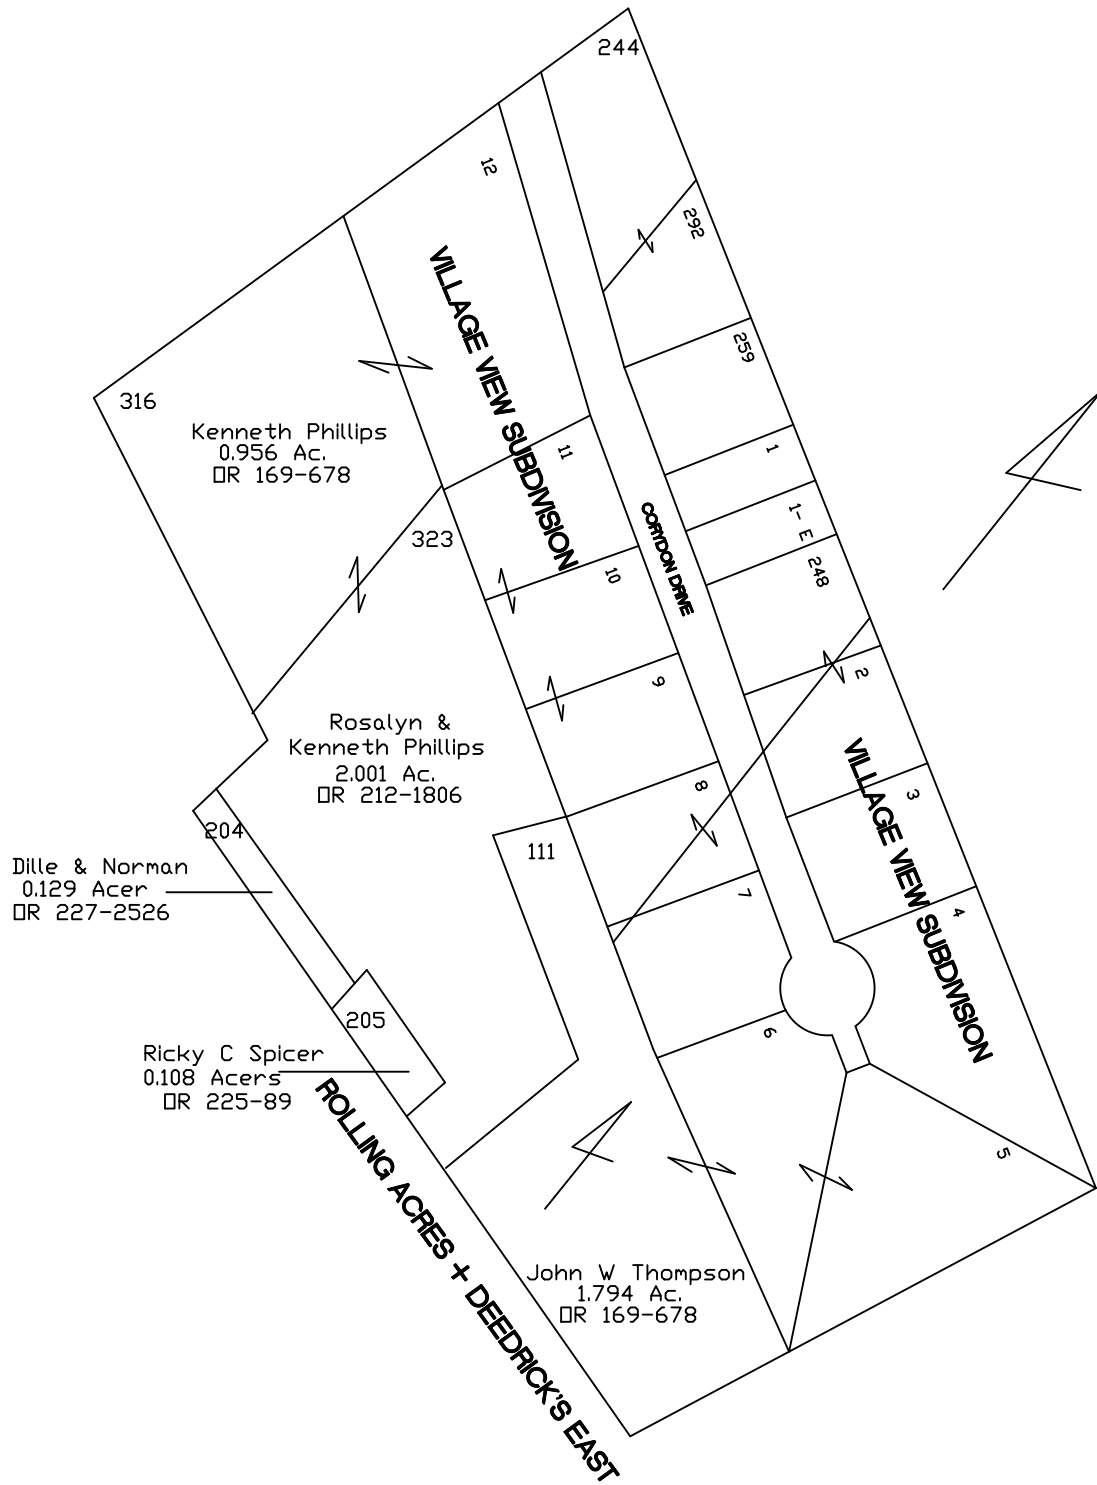 244
12
292
VILLAGE VIEW SUBDIVISION
259
316
Kenneth Phillips
0.956 Ac.
OR 169-678
11
1
323
CORYDON DRIVE
1- E
10
248
9
2
Rosalyn &
Kenneth Phillips
2.001 Ac.
OR 212-1806
8
3
VILLAGE VIEW SUBDIVISION
204
111
Dille & Norman
0.129 Acer
OR 227-2526
7
4
205
6
Ricky C Spicer
0.108 Acers
OR 225-89
5
ROLLING ACRES + DEEDRICK'S EAST
John W Thompson
1.794 Ac.
OR 169-678